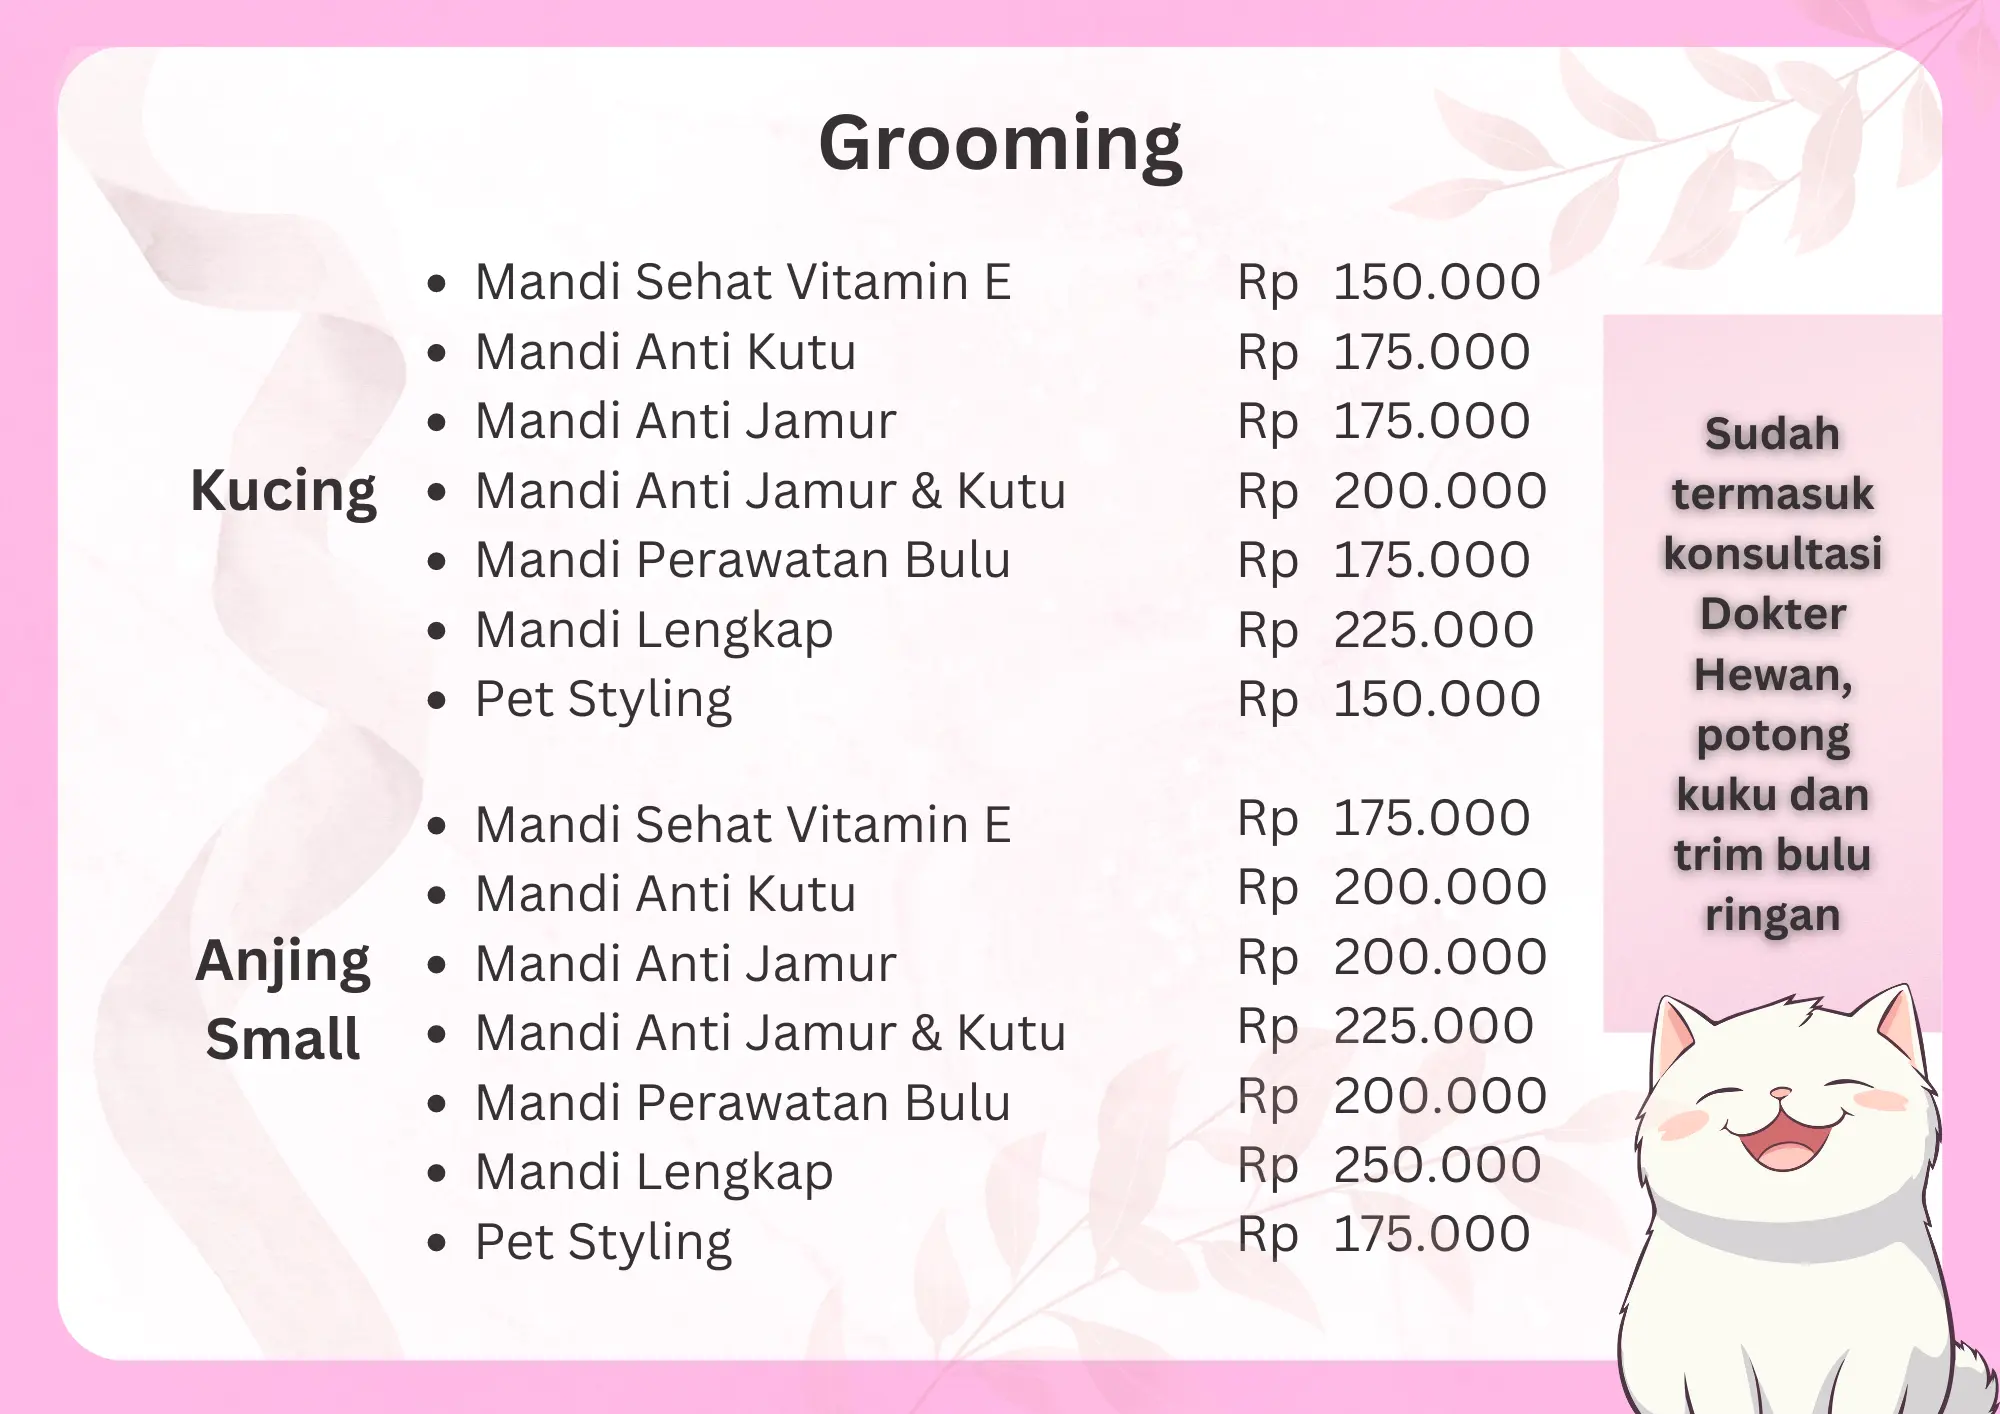 Grooming
Kucing
• Mandi Sehat Vitamin E Rp 150.000
• Mandi Anti Kutu Rp 175.000
• Mandi Anti Jamur Rp 175.000
• Mandi Anti Jamur & Kutu Rp 200.000
• Mandi Perawatan Bulu Rp 175.000
• Mandi Lengkap Rp 225.000
• Pet Styling Rp 150.000
Anjing
Small
• Mandi Sehat Vitamin E Rp 175.000
• Mandi Anti Kutu Rp 200.000
• Mandi Anti Jamur Rp 200.000
• Mandi Anti Jamur & Kutu Rp 225.000
• Mandi Perawatan Bulu Rp 200.000
• Mandi Lengkap Rp 250.000
• Pet Styling Rp 175.000
Sudah
termasuk
konsultasi
Dokter
Hewan,
potong
kuku dan
trim bulu
ringan